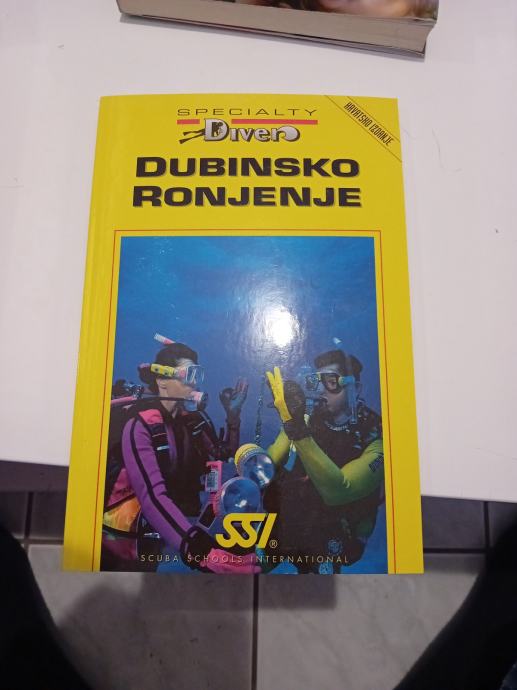 SPECIALTY
Diver
HRVATSKO IZDANJE
DUBINSKO
RONJENJE
SSI®
SCUBA SCHOOLS INTERNATIONAL